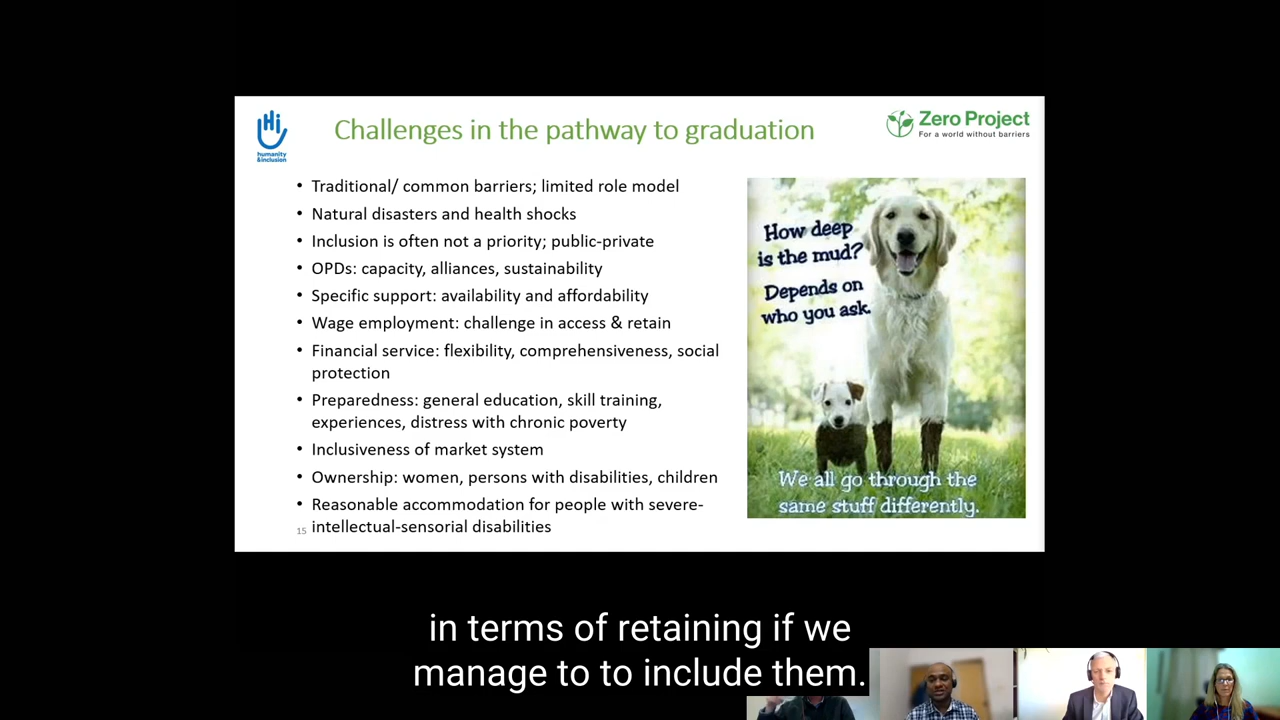 Hi
humanity
&inclusion
Challenges in the pathway to graduation
Zero Project
For a world without barriers
• Traditional/ common barriers; limited role model
• Natural disasters and health shocks
• Inclusion is often not a priority; public-private
• OPDs: capacity, alliances, sustainability
• Specific support: availability and affordability
• Wage employment: challenge in access & retain
• Financial service: flexibility, comprehensiveness, social
protection
• Preparedness: general education, skill training,
experiences, distress with chronic poverty
• Inclusiveness of market system
• Ownership: women, persons with disabilities, children
• Reasonable accommodation for people with severe-
intellectual-sensorial disabilities
15
How deep
is the mud?
Depends on
who you ask.
We all go through the
same stuff differently.
in terms of retaining if we
manage to to include them.